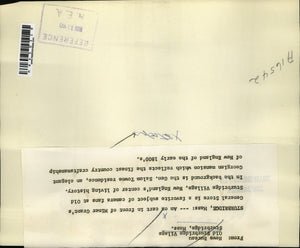 From: News Bureau
Old Sturbridge Village
Sturbridge, Mass.
STURBRIDGE, Mass: --- An ox cart in front of Miner Grant's
General Store is a favorite subject of camera fans at Old
Sturbridge Village, New England's center of living history.
In the background is the Gen. Salem Towne residence, an elegant
Georgian mansion which reflects the finest country craftsmanship
of New England of the early 1800's.
N.E.A.
REFERENCE